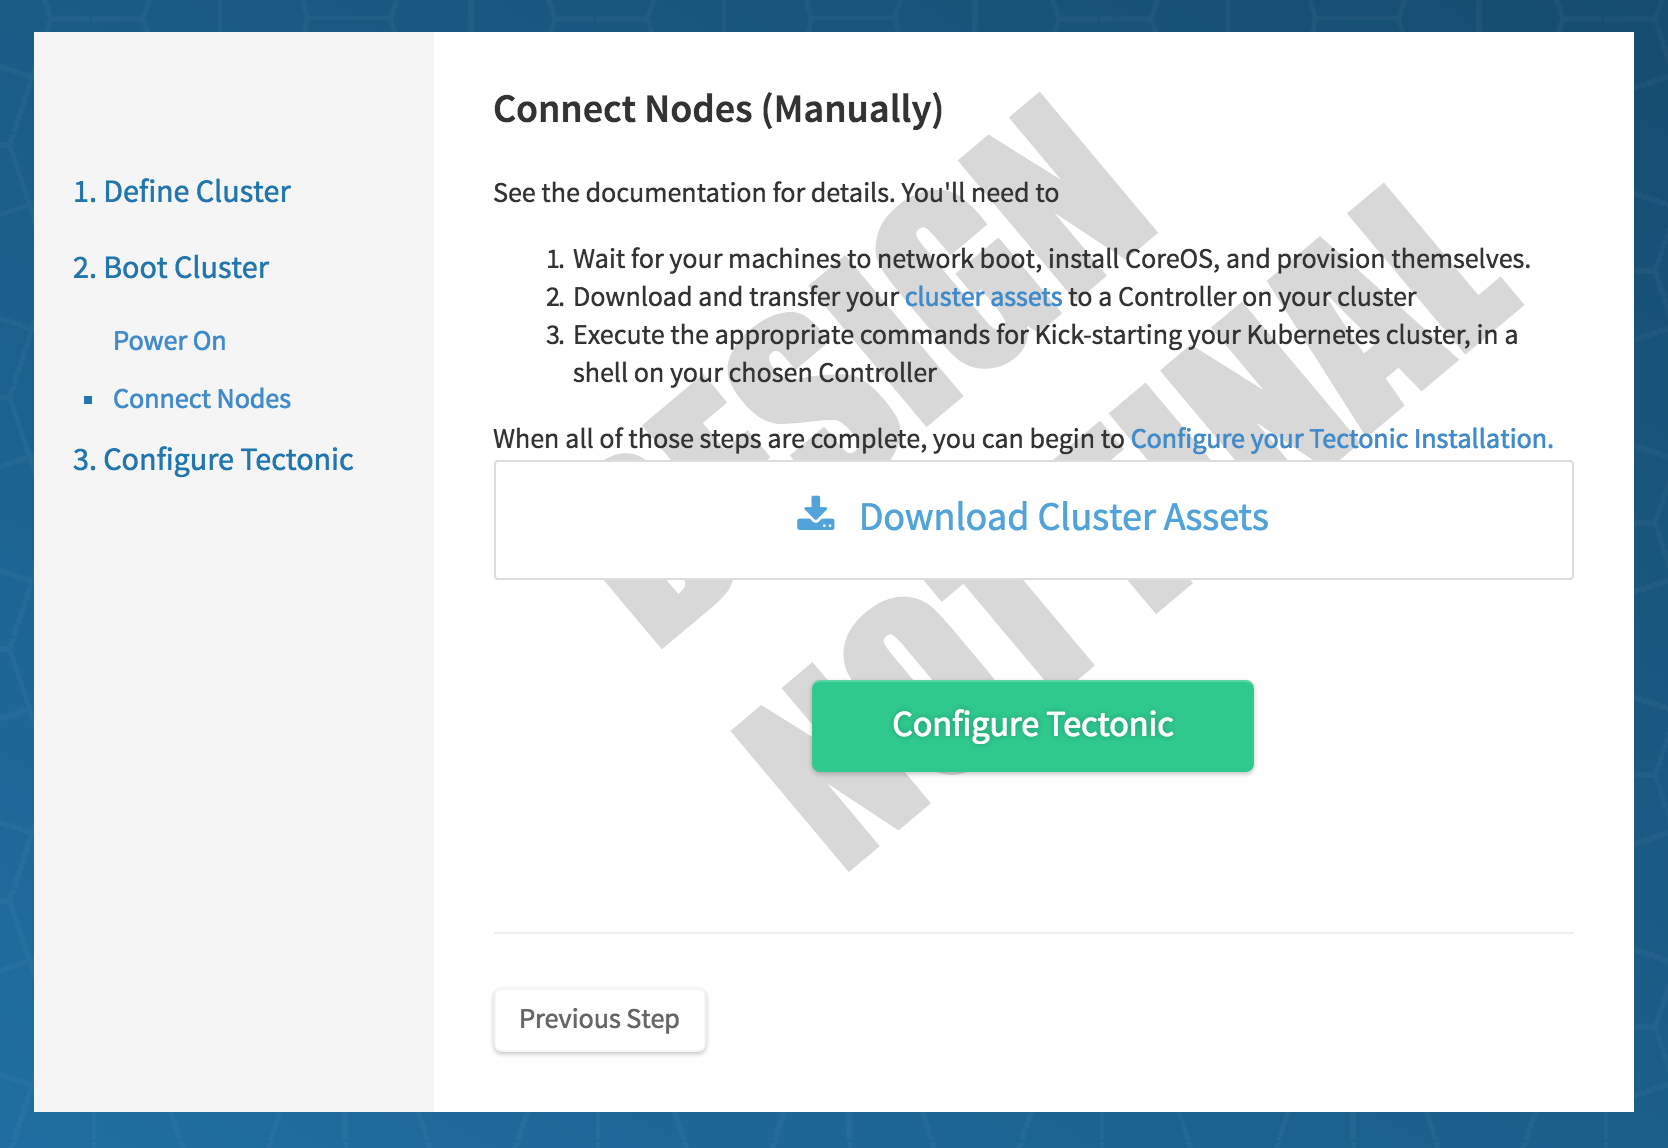 Connect Nodes (Manually)
See the documentation for details. You'll need to
1. Define Cluster
2. Boot Cluster
Power On
Connect Nodes
3. Configure Tectonic
1. Wait for your machines to network boot, install CoreOS, and provision themselves.
2. Download and transfer your cluster assets to a Controller on your cluster
3. Execute the appropriate commands for Kick-starting your Kubernetes cluster, in a
shell on your chosen Controller
When all of those steps are complete, you can begin to Configure your Tectonic Installation.
Download Cluster Assets
Configure Tectonic
Previous Step
DESIGN
NOT FINAL